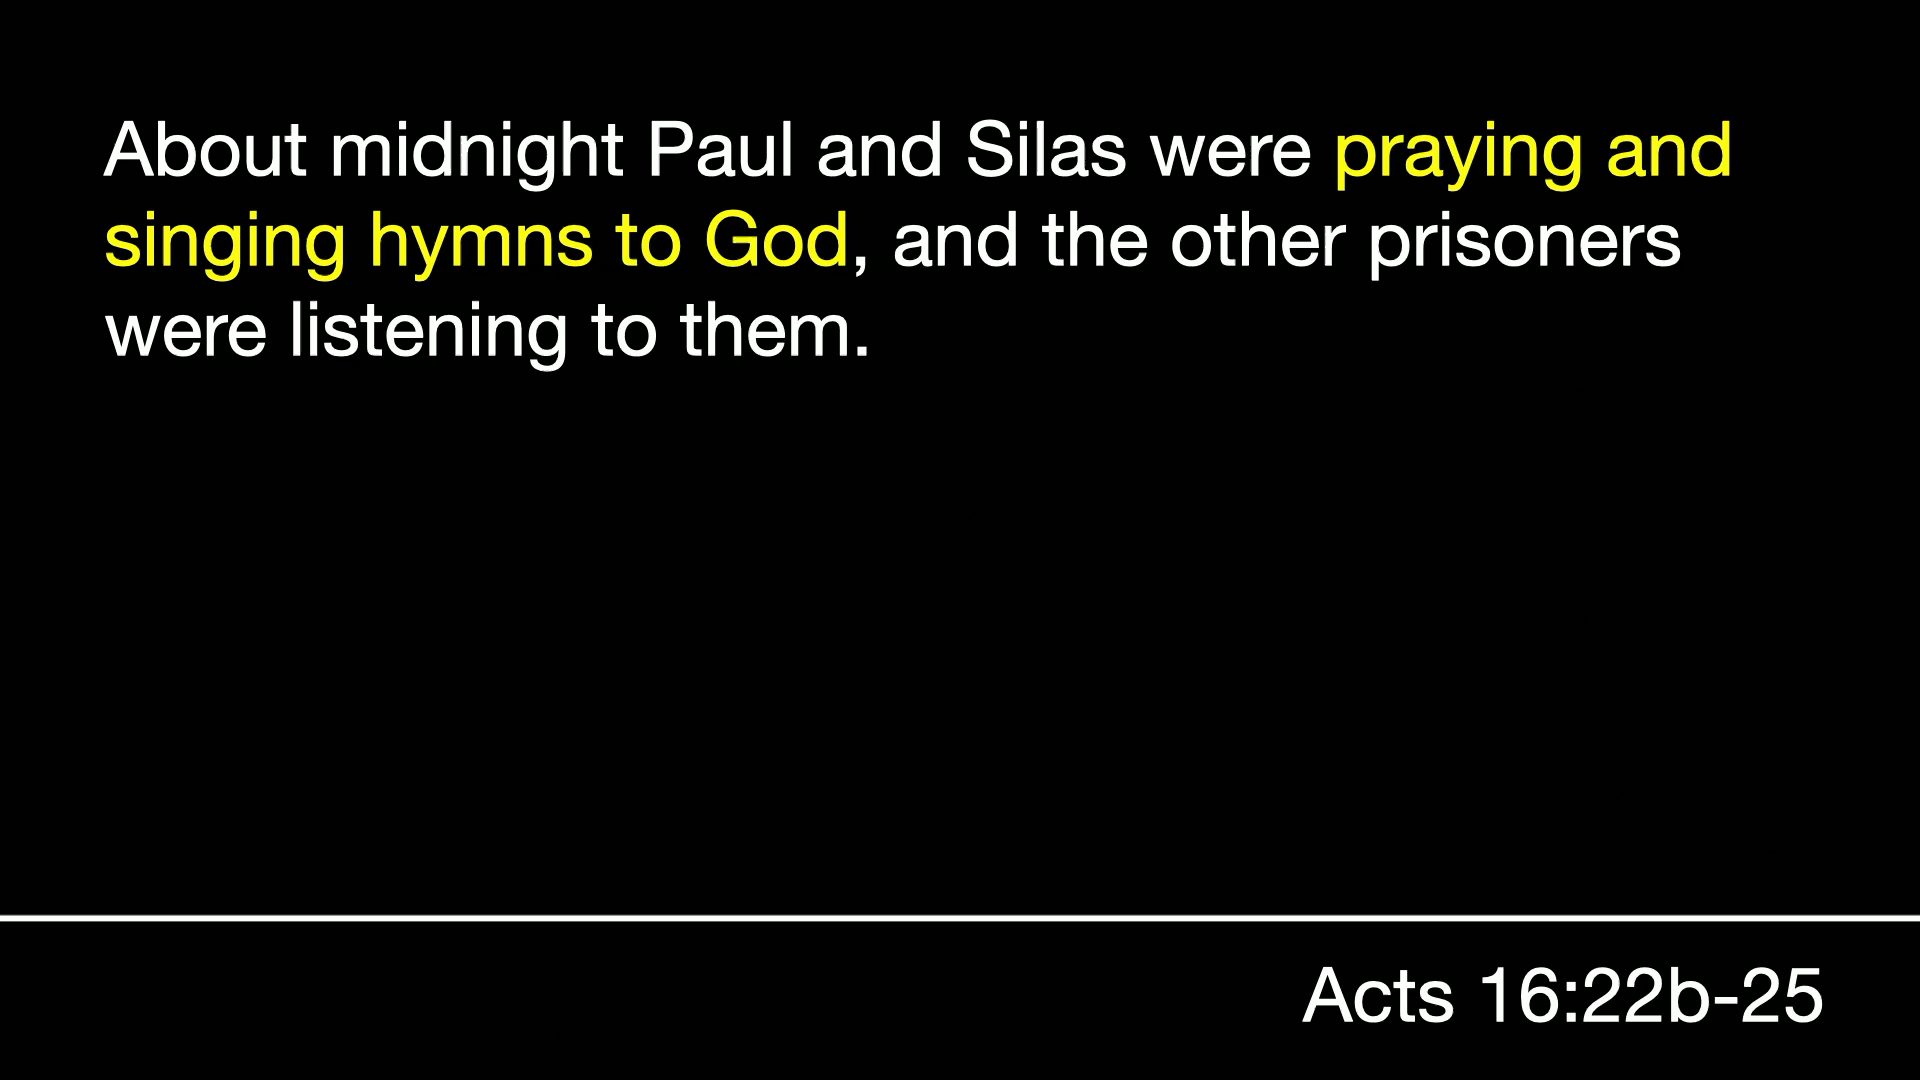 About midnight Paul and Silas were praying and
singing hymns to God, and the other prisoners
were listening to them.
Acts 16:22b-25